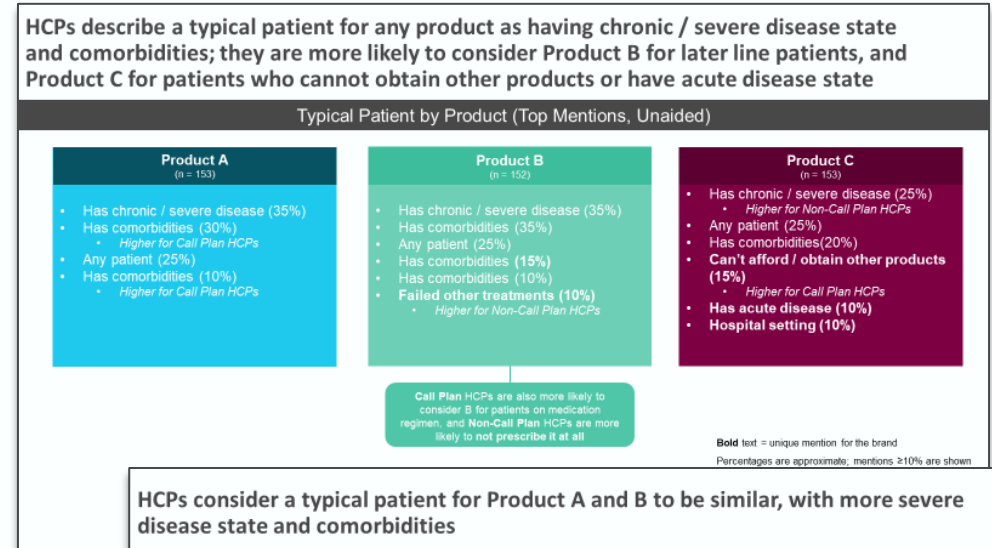 HCPs describe a typical patient for any product as having chronic / severe disease state
and comorbidities; they are more likely to consider Product B for later line patients, and
Product C for patients who cannot obtain other products or have acute disease state
Typical Patient by Product (Top Mentions, Unaided)
Product A
(n = 153)
• Has chronic / severe disease (35%)
• Has comorbidities (30%)
• Higher for Call Plan HCPs
• Any patient (25%)
• Has comorbidities (10%)
• Higher for Call Plan HCPs
Product B
(n = 152)
• Has chronic / severe disease (35%)
• Has comorbidities (35%)
• Any patient (25%)
• Has comorbidities (15%)
• Has comorbidities (10%)
• Failed other treatments (10%)
• Higher for Non-Call Plan HCPs
Product C
(n = 153)
• Has chronic / severe disease (25%)
• Higher for Non-Call Plan HCPs
• Any patient (25%)
• Has comorbidities(20%)
• Can't afford / obtain other products
(15%)
• Higher for Call Plan HCPs
• Has acute disease (10%)
• Hospital setting (10%)
Call Plan HCPs are also more likely to
consider B for patients on medication
regimen, and Non-Call Plan HCPs are more
likely to not prescribe it at all
Bold text = unique mention for the brand
Percentages are approximate; mentions ≥10% are shown
HCPs consider a typical patient for Product A and B to be similar, with more severe
disease state and comorbidities